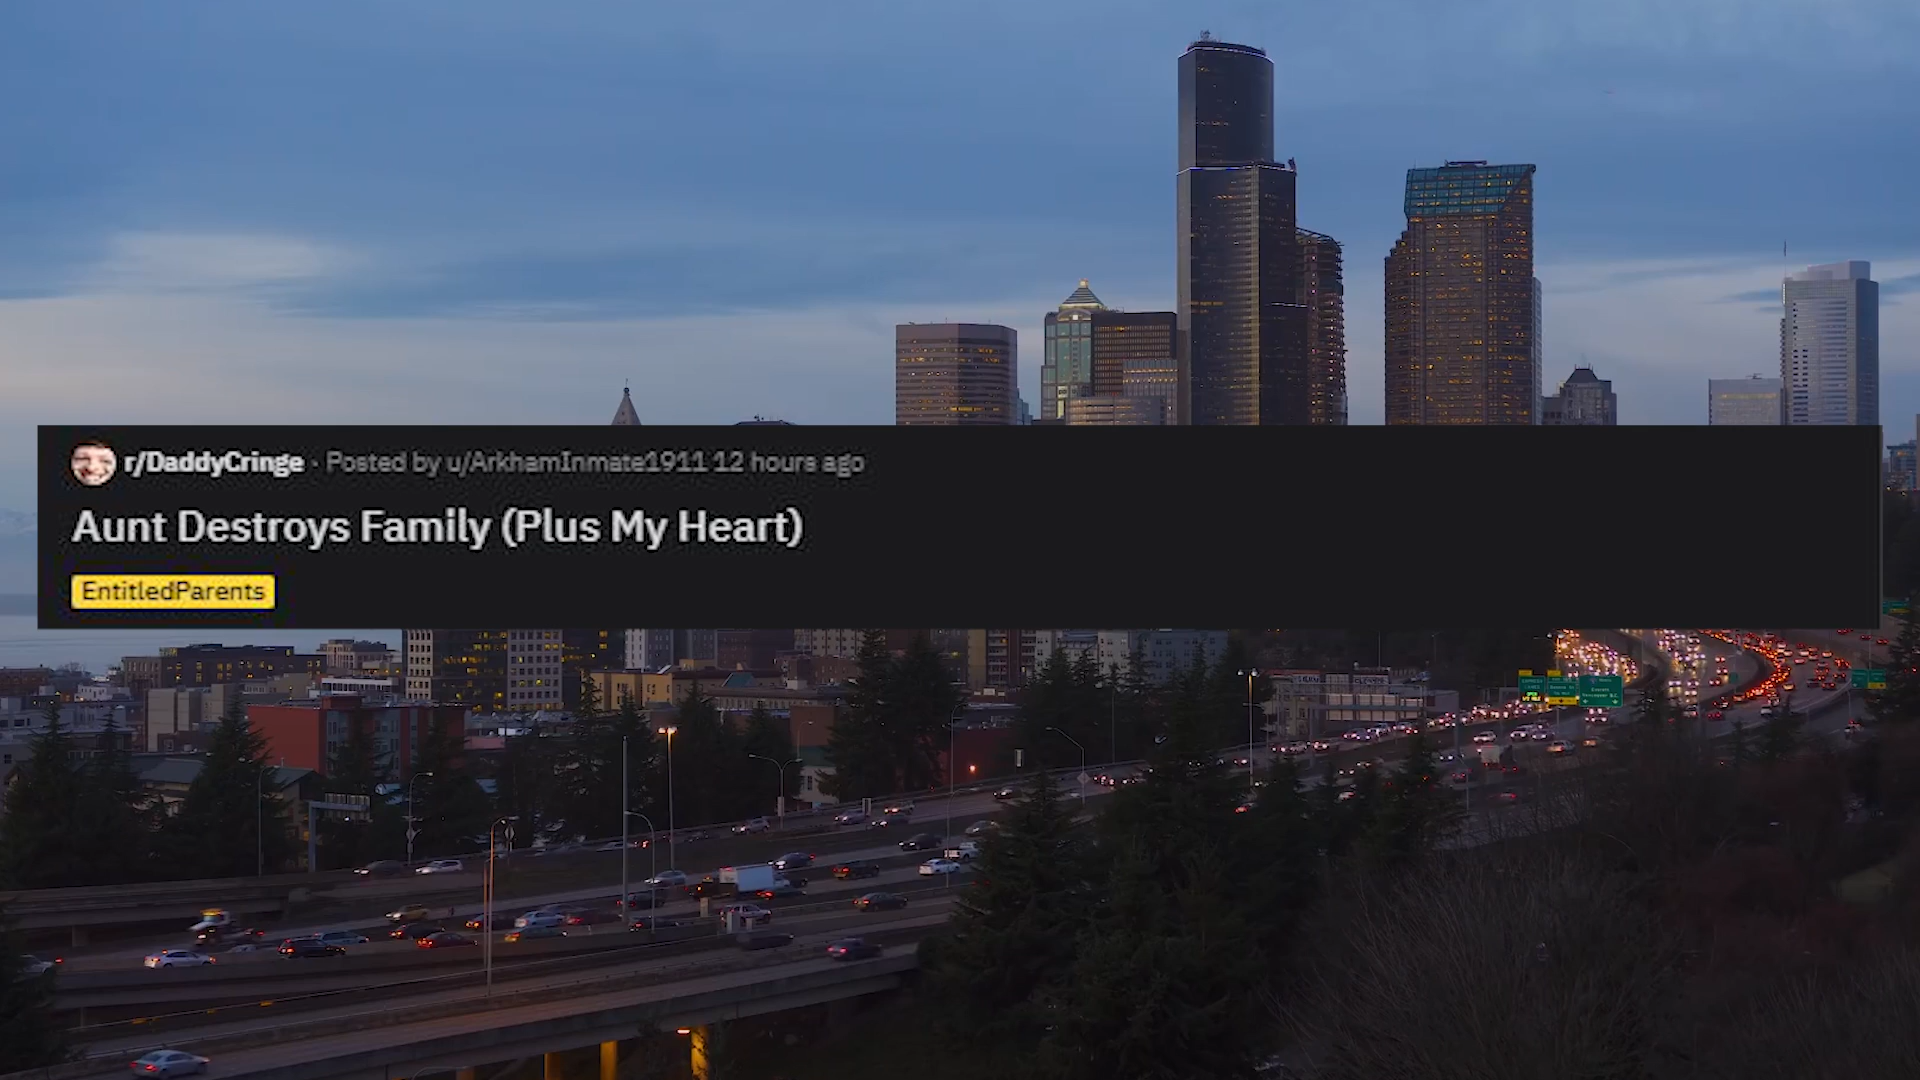 r/DaddyCringe · Posted by u/ArkhamInmate1911 12 hours ago
Aunt Destroys Family (Plus My Heart)
EntitledParents